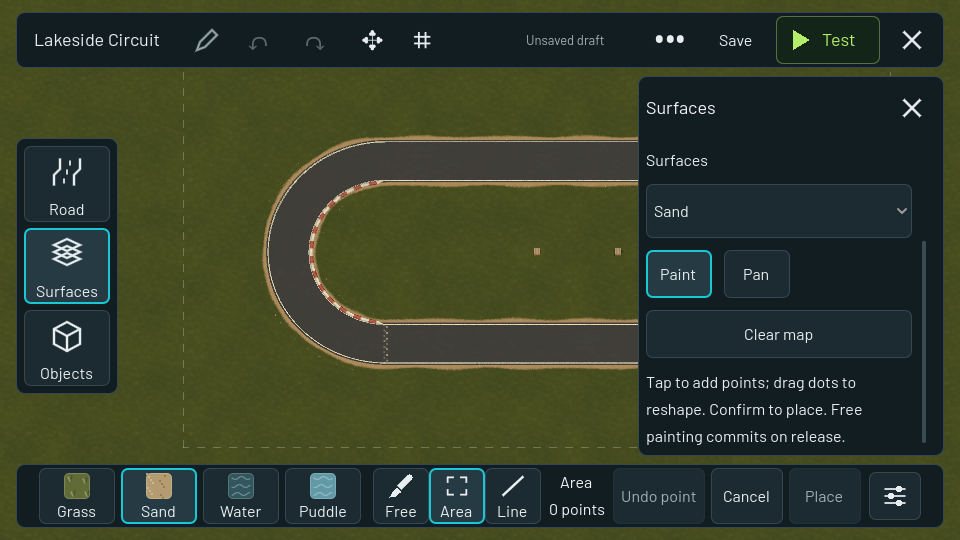 Lakeside Circuit
Unsaved draft
Save
Test
Road
Surfaces
Objects
Surfaces
Surfaces
Sand
Paint
Pan
Clear map
Tap to add points; drag dots to
reshape. Confirm to place. Free
painting commits on release.
Grass
Sand
Water
Puddle
Free
Area
Line
Area
0 points
Undo point
Cancel
Place